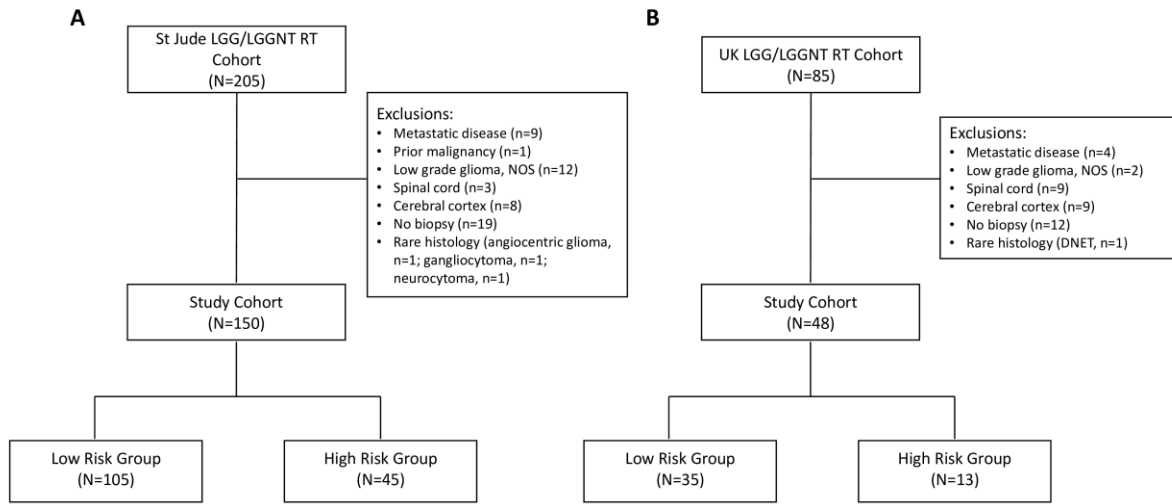 A
St Jude LGG/LGGNT RT
Cohort
(N=205)
Exclusions:
• Metastatic disease (n=9)
• Prior malignancy (n=1)
• Low grade glioma, NOS (n=12)
• Spinal cord (n=3)
• Cerebral cortex (n=8)
• No biopsy (n=19)
• Rare histology (angiocentric glioma,
n=1; gangliocytoma, n=1;
neurocytoma, n=1)
Study Cohort
(N=150)
Low Risk Group
(N=105)
High Risk Group
(N=45)
B
UK LGG/LGGNT RT Cohort
(N=85)
Exclusions:
• Metastatic disease (n=4)
• Low grade glioma, NOS (n=2)
• Spinal cord (n=9)
• Cerebral cortex (n=9)
• No biopsy (n=12)
• Rare histology (DNET, n=1)
Study Cohort
(N=48)
Low Risk Group
(N=35)
High Risk Group
(N=13)